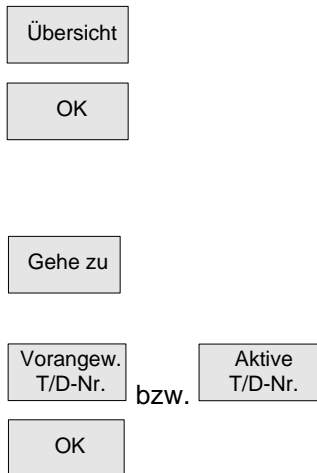 Übersicht
OK
Gehe zu
Vorangew.
T/D-Nr.
bzw.
Aktive
T/D-Nr.
OK